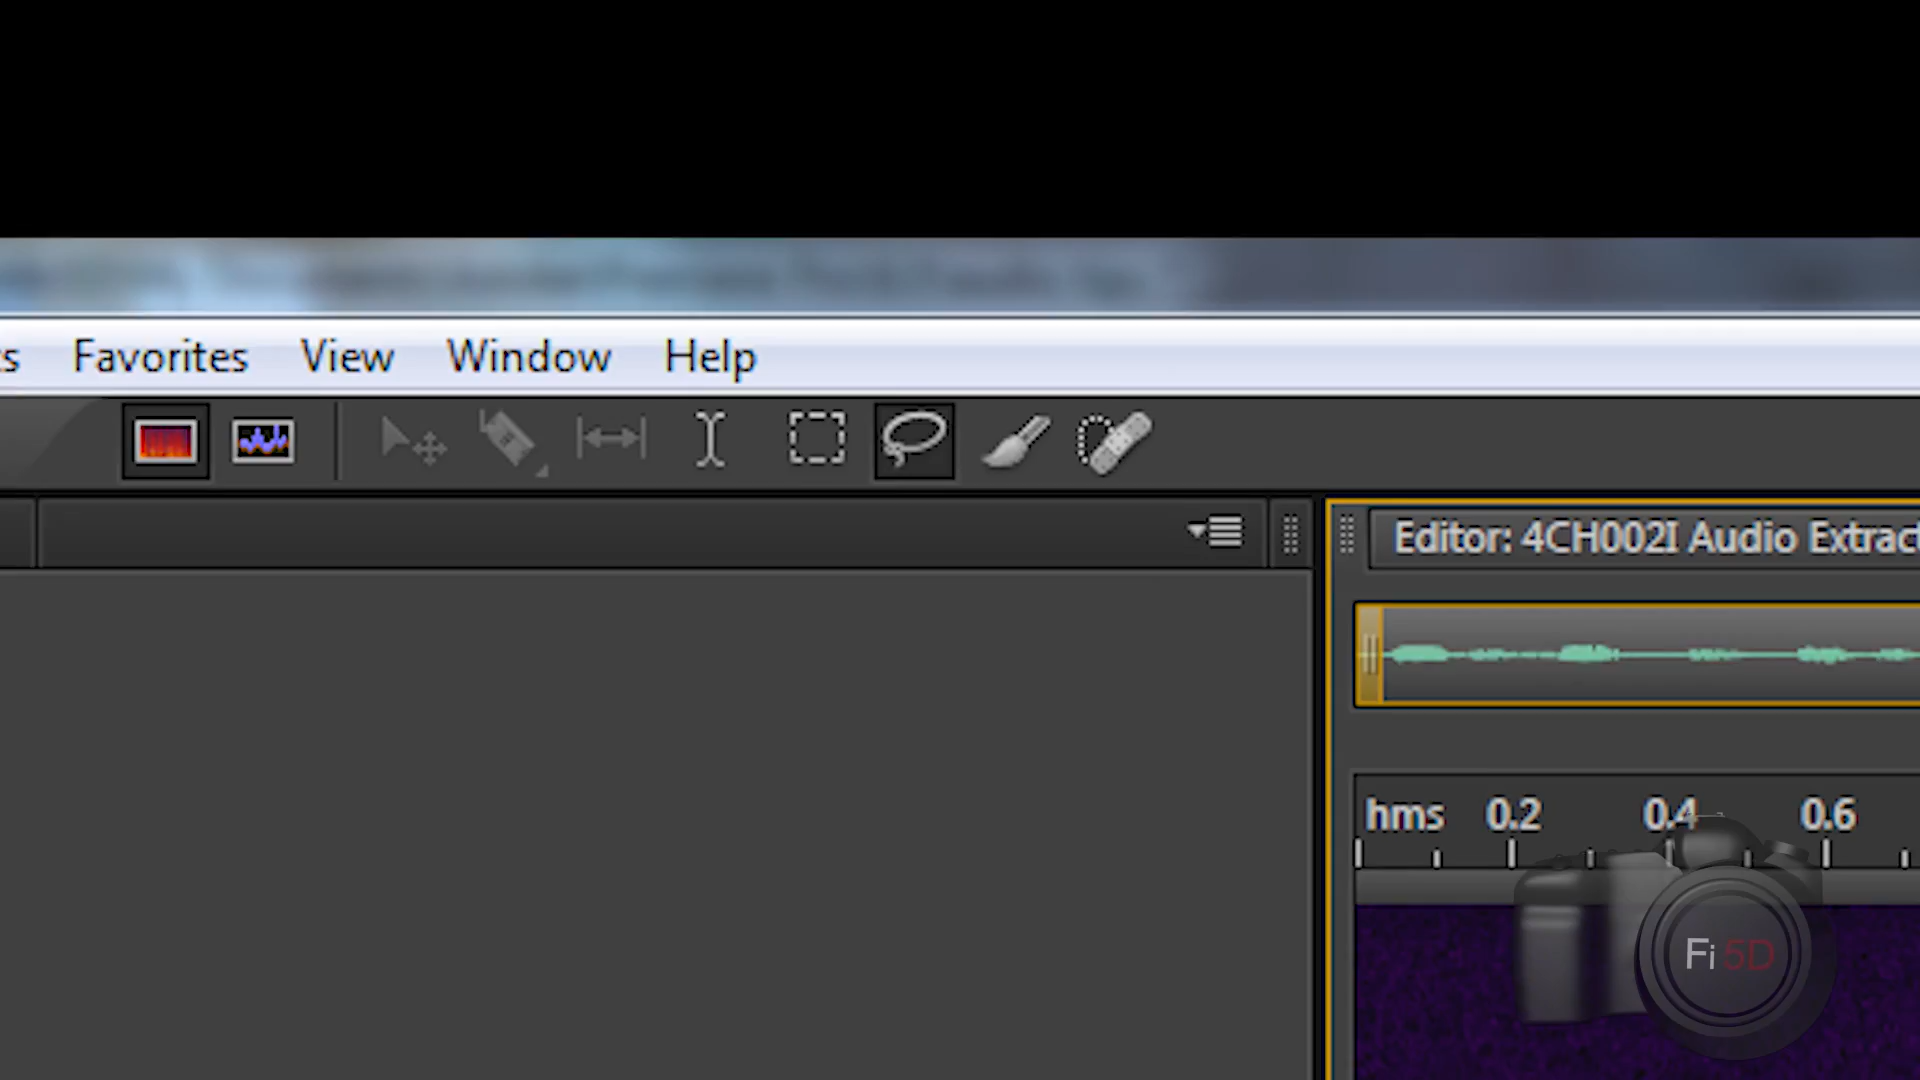 s Favorites View Window Help
Editor: 4CH002I Audio Extract
hms 0.2 0.4 0.6
Fi 5D